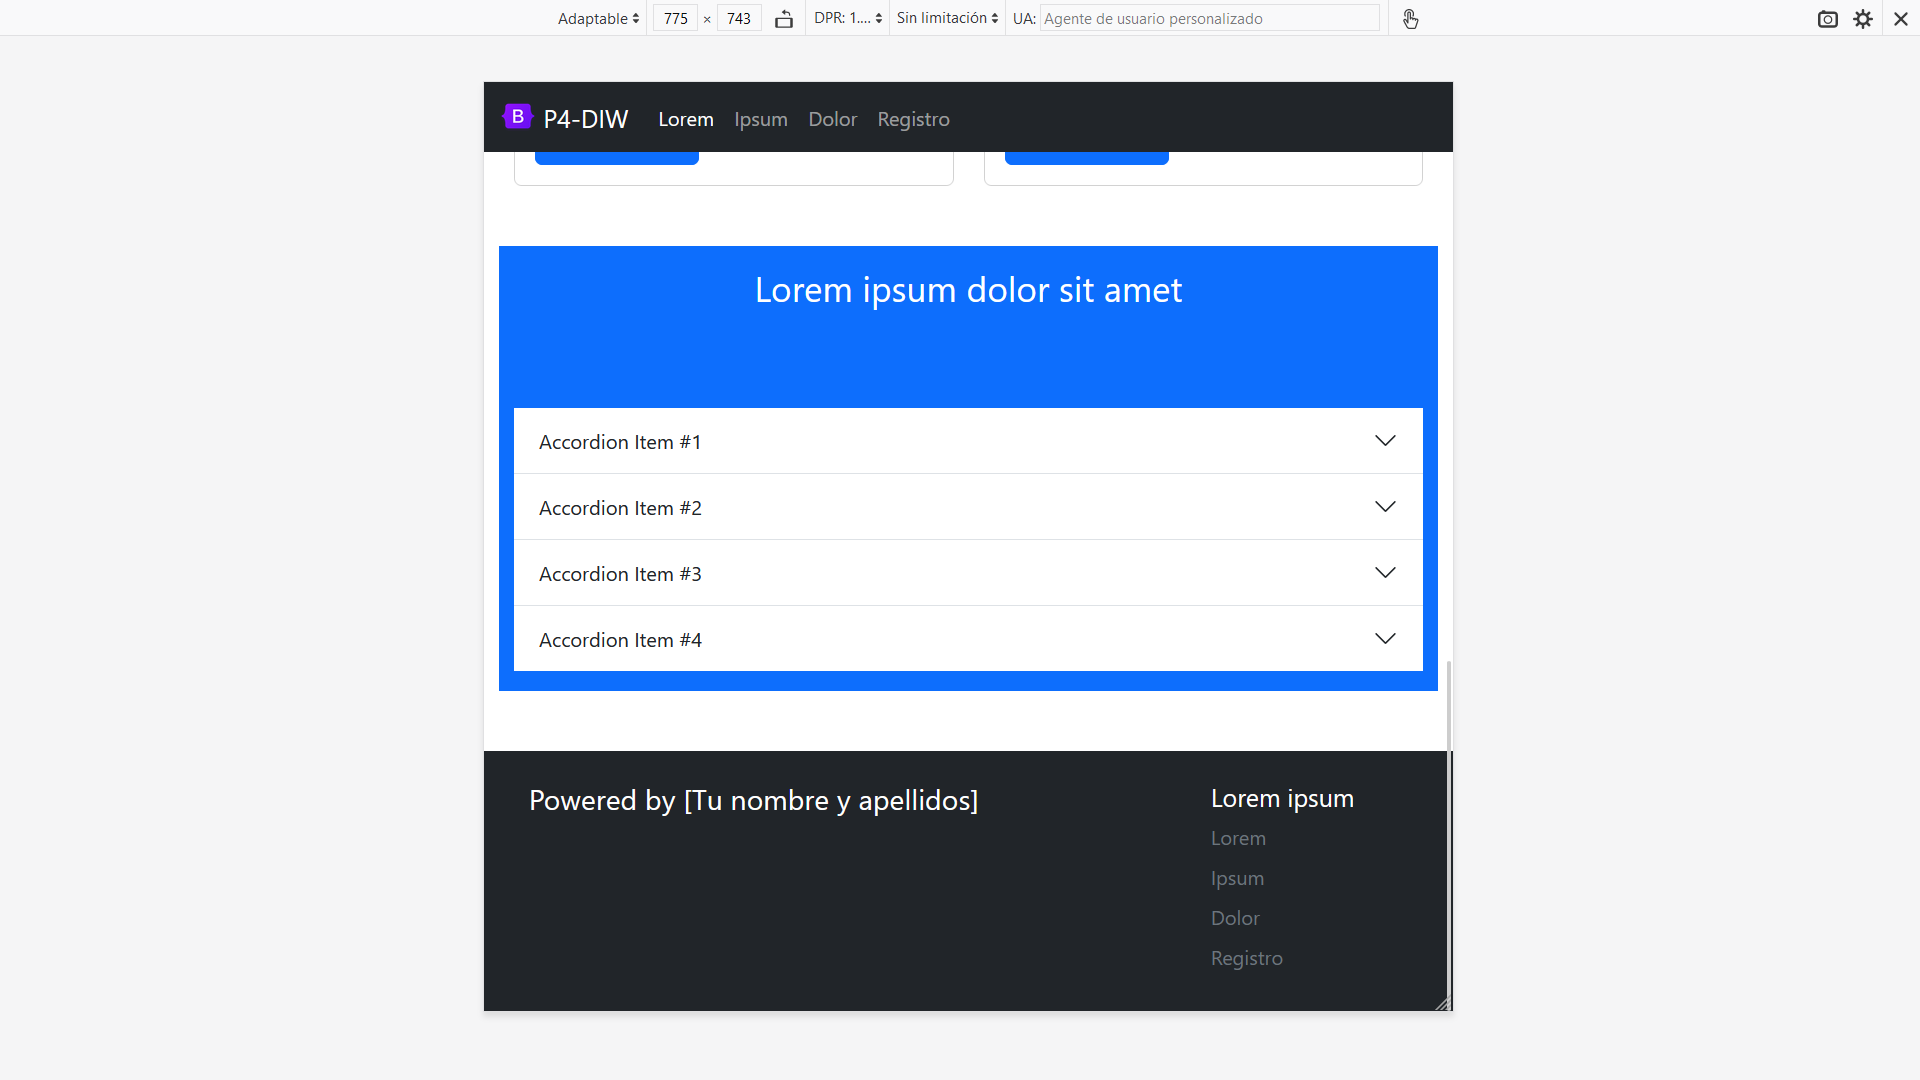 Adaptable 775 × 743 DPR: 1.... Sin limitación UA: Agente de usuario personalizado
B P4-DIW Lorem Ipsum Dolor Registro
Lorem ipsum dolor sit amet
Accordion Item #1
Accordion Item #2
Accordion Item #3
Accordion Item #4
Powered by [Tu nombre y apellidos]
Lorem ipsum
Lorem
Ipsum
Dolor
Registro